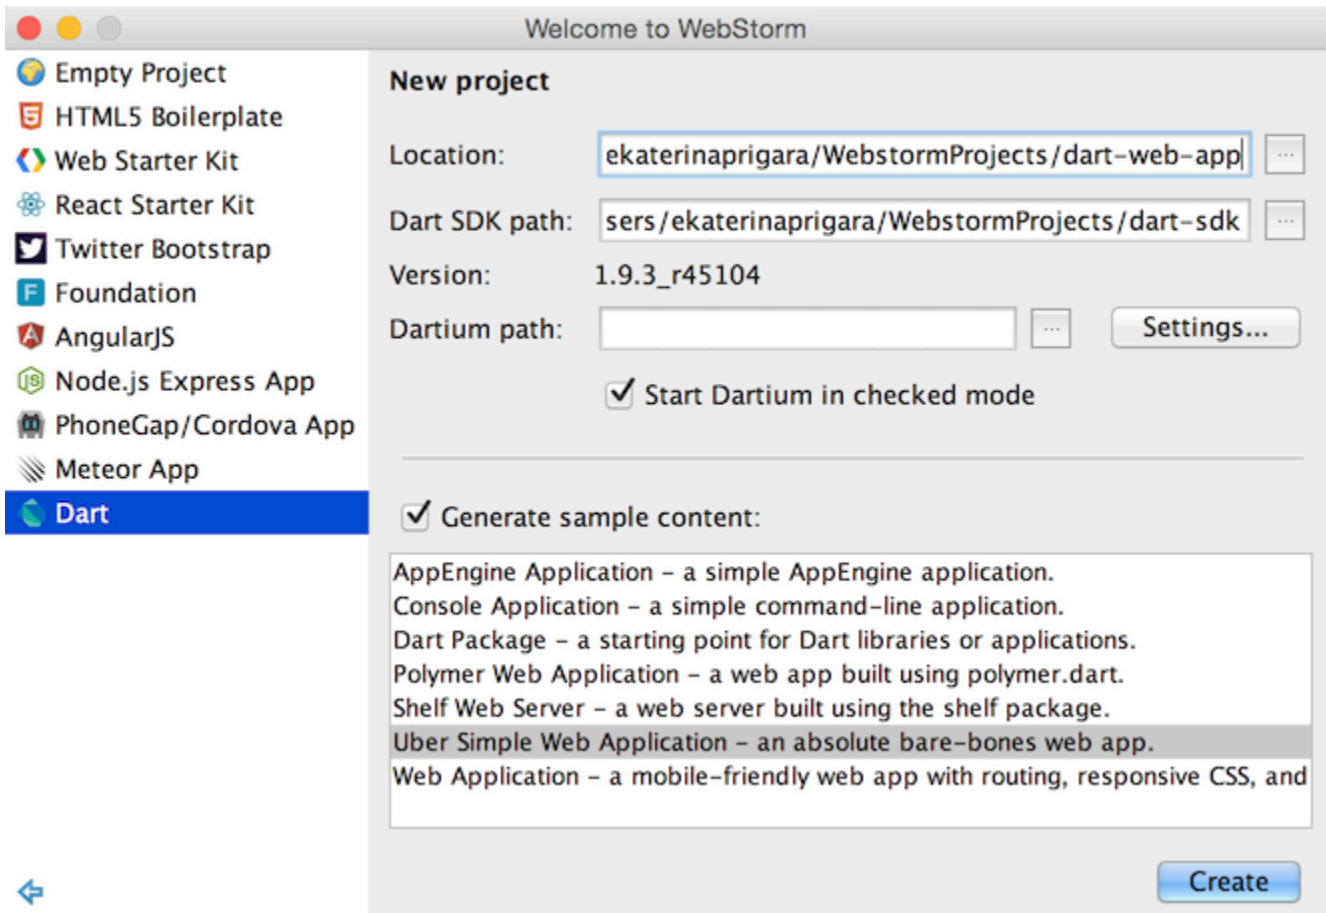 Welcome to WebStorm
Empty Project
HTML5 Boilerplate
Web Starter Kit
React Starter Kit
Twitter Bootstrap
Foundation
AngularJS
Node.js Express App
PhoneGap/Cordova App
Meteor App
Dart
New project
Location: ekaterinaprigara/WebstormProjects/dart-web-app ...
Dart SDK path: sers/ekaterinaprigara/WebstormProjects/dart-sdk ...
Version: 1.9.3_r45104
Dartium path: ... Settings...
Start Dartium in checked mode
Generate sample content:
AppEngine Application – a simple AppEngine application.
Console Application – a simple command-line application.
Dart Package – a starting point for Dart libraries or applications.
Polymer Web Application – a web app built using polymer.dart.
Shelf Web Server – a web server built using the shelf package.
Uber Simple Web Application – an absolute bare-bones web app.
Web Application – a mobile-friendly web app with routing, responsive CSS, and
Create